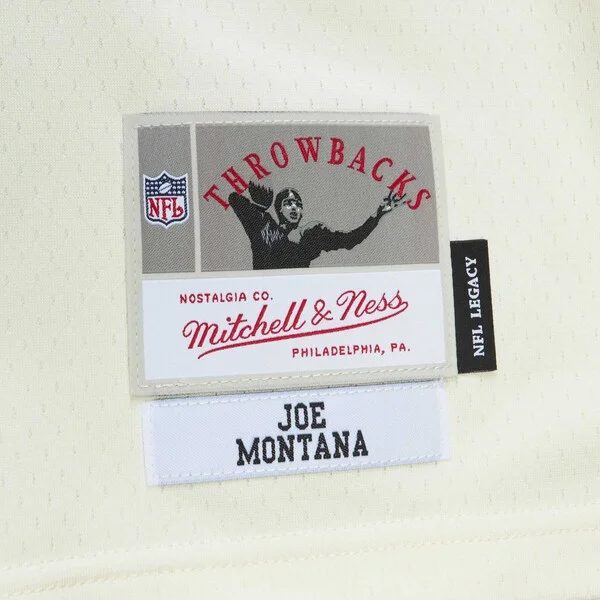 THROWBACKS
NFL
NOSTALGIA CO.
Mitchell & Ness
PHILADELPHIA, PA.
NFL LEGACY
JOE
MONTANA